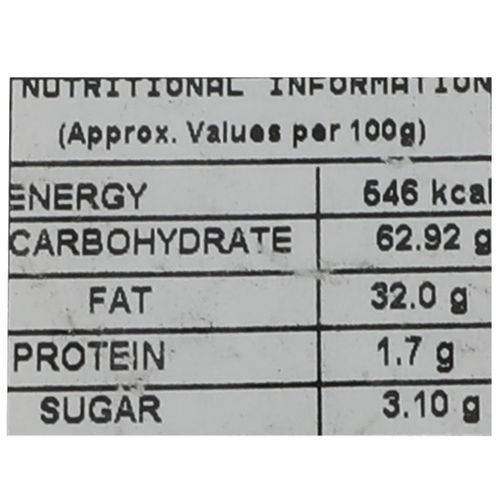 NUTRITIONAL INFORMATION
(Approx. Values per 100g)
ENERGY 546 kcal
CARBOHYDRATE 62.92 g
FAT 32.0 g
PROTEIN 1.7 g
SUGAR 3.10 g